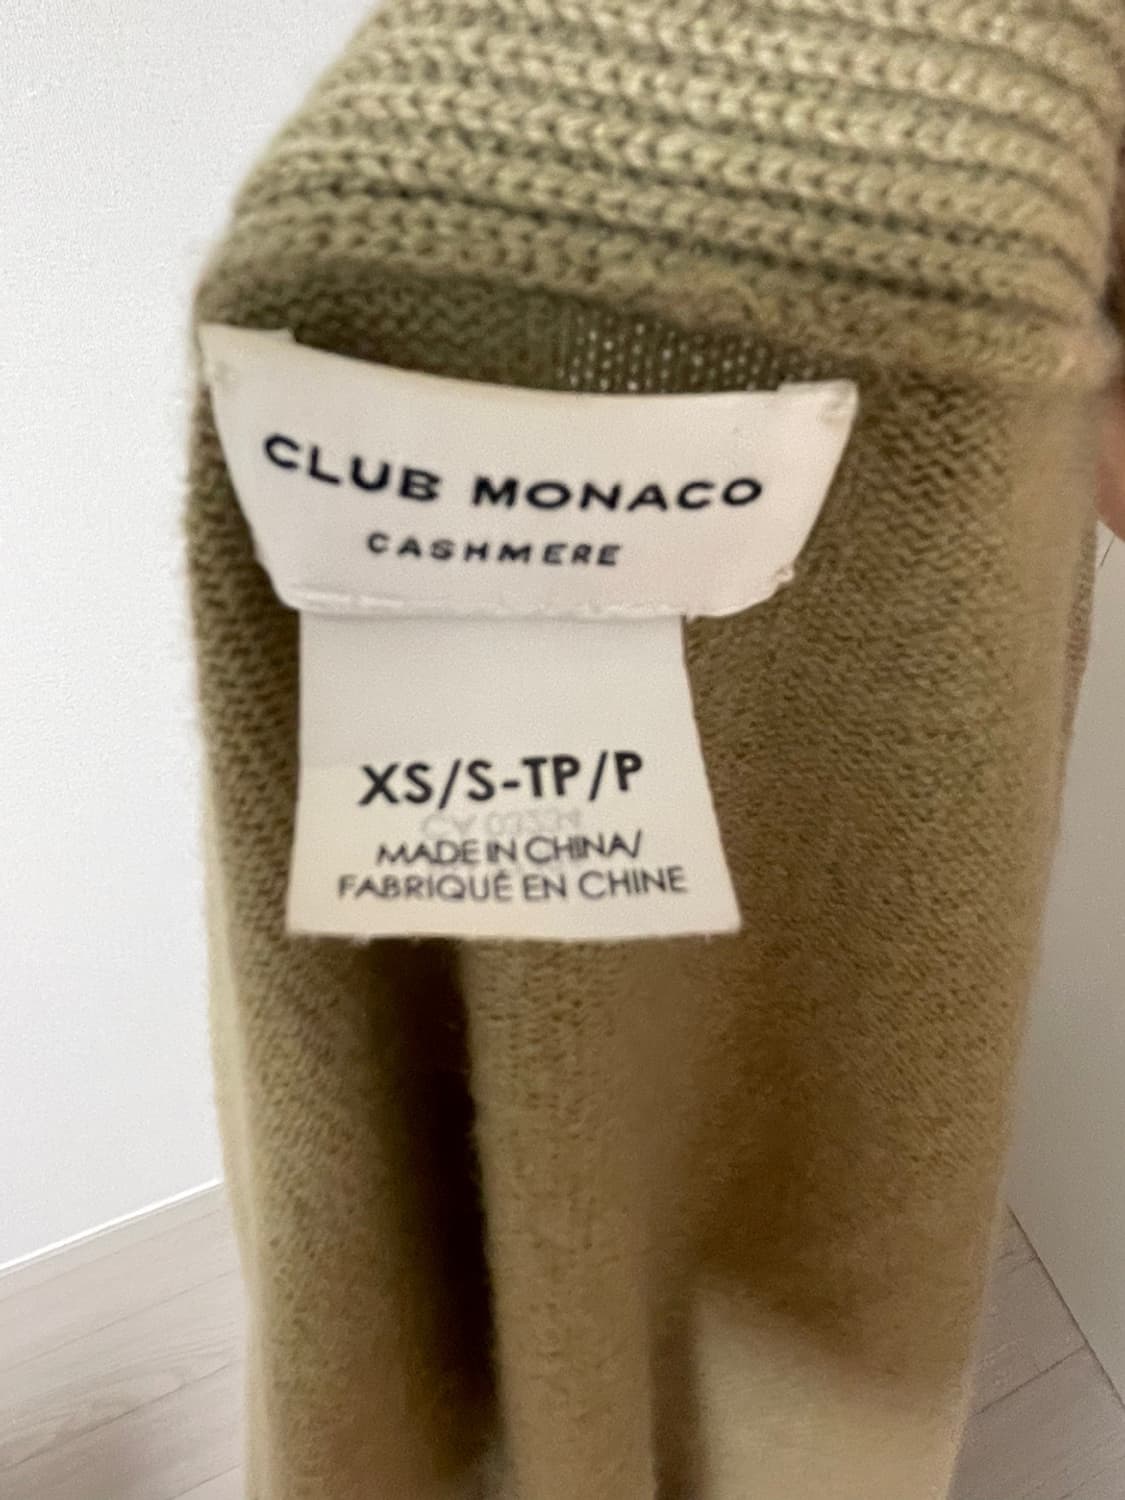 CLUB MONACO
CASHMERE
XS/S-TP/P
MADE IN CHINA/
FABRIQUÉ EN CHINE